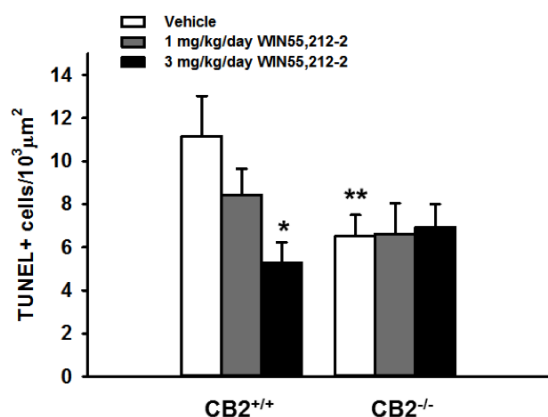 Vehicle
1 mg/kg/day WIN55,212-2
3 mg/kg/day WIN55,212-2
TUNEL+ cells/10³µm²
14
12
10
8
6
4
2
0
*
**
CB2⁺/⁺
CB2⁻/⁻